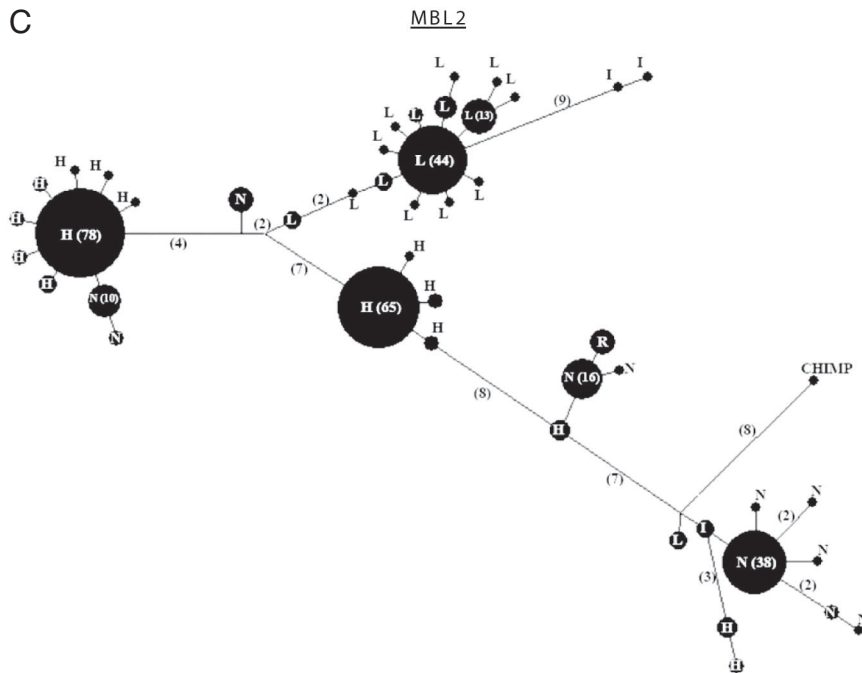 C
MBL2
L
L
L
I
I
(9)
L
L
L (13)
L
L
L
L (44)
H
H
H
H
H
H
H
H (78)
N
L
(2)
L
L
L
L
L
(4)
(2)
(7)
N (10)
N
H
H
H
H (65)
(8)
R
N (16)
N
H
(7)
CHIMP
(8)
L
I
N
(2)
N
N (38)
N
(3)
(2)
N
N
H
H